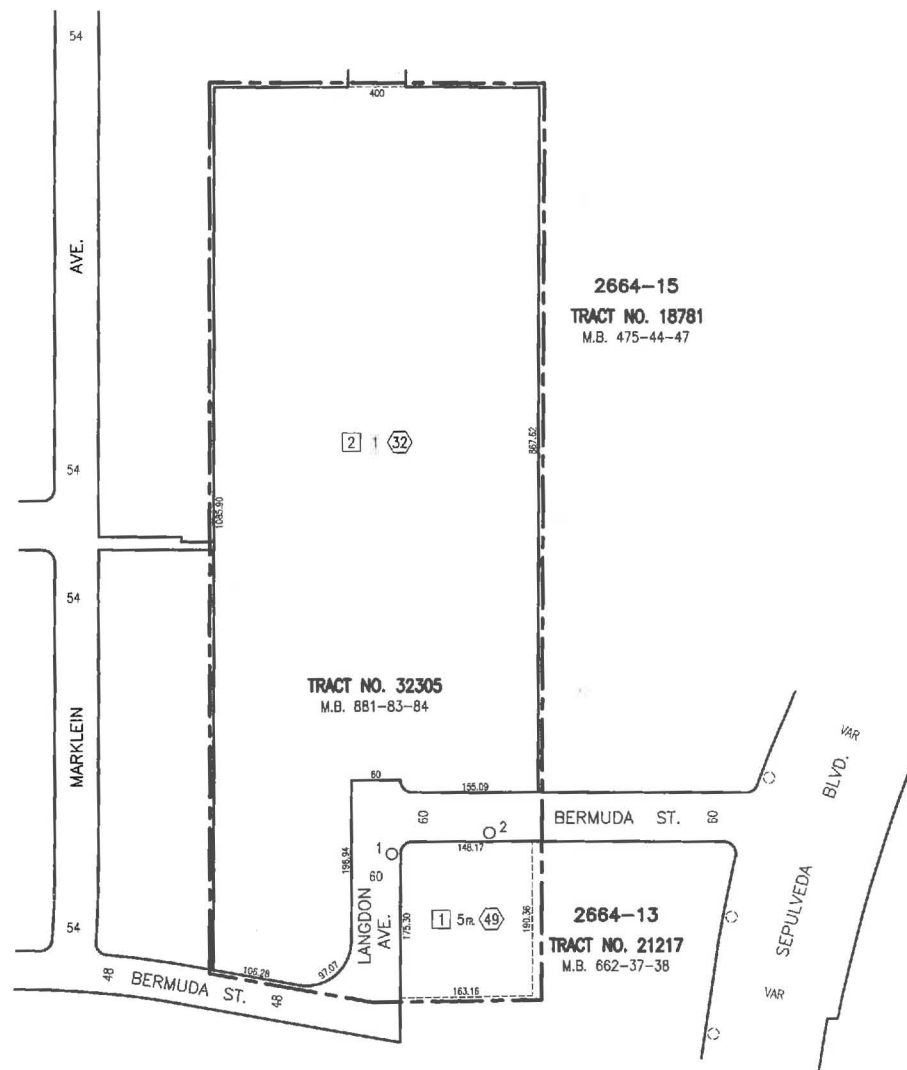 54
400
AVE.
2664-15
TRACT NO. 18781
M.B. 475-44-47
2 1 32
867.62
54
1085.90
54
TRACT NO. 32305
M.B. 881-83-84
MARKLEIN
VAR
BLVD.
60
155.09
60
BERMUDA ST.
60
2
148.17
1
196.94
60
LANGDON
AVE.
175.30
1 5m. 49
190.36
2664-13
TRACT NO. 21217
M.B. 662-37-38
SEPULVEDA
54
97.07
106.28
48
BERMUDA ST.
48
163.16
VAR